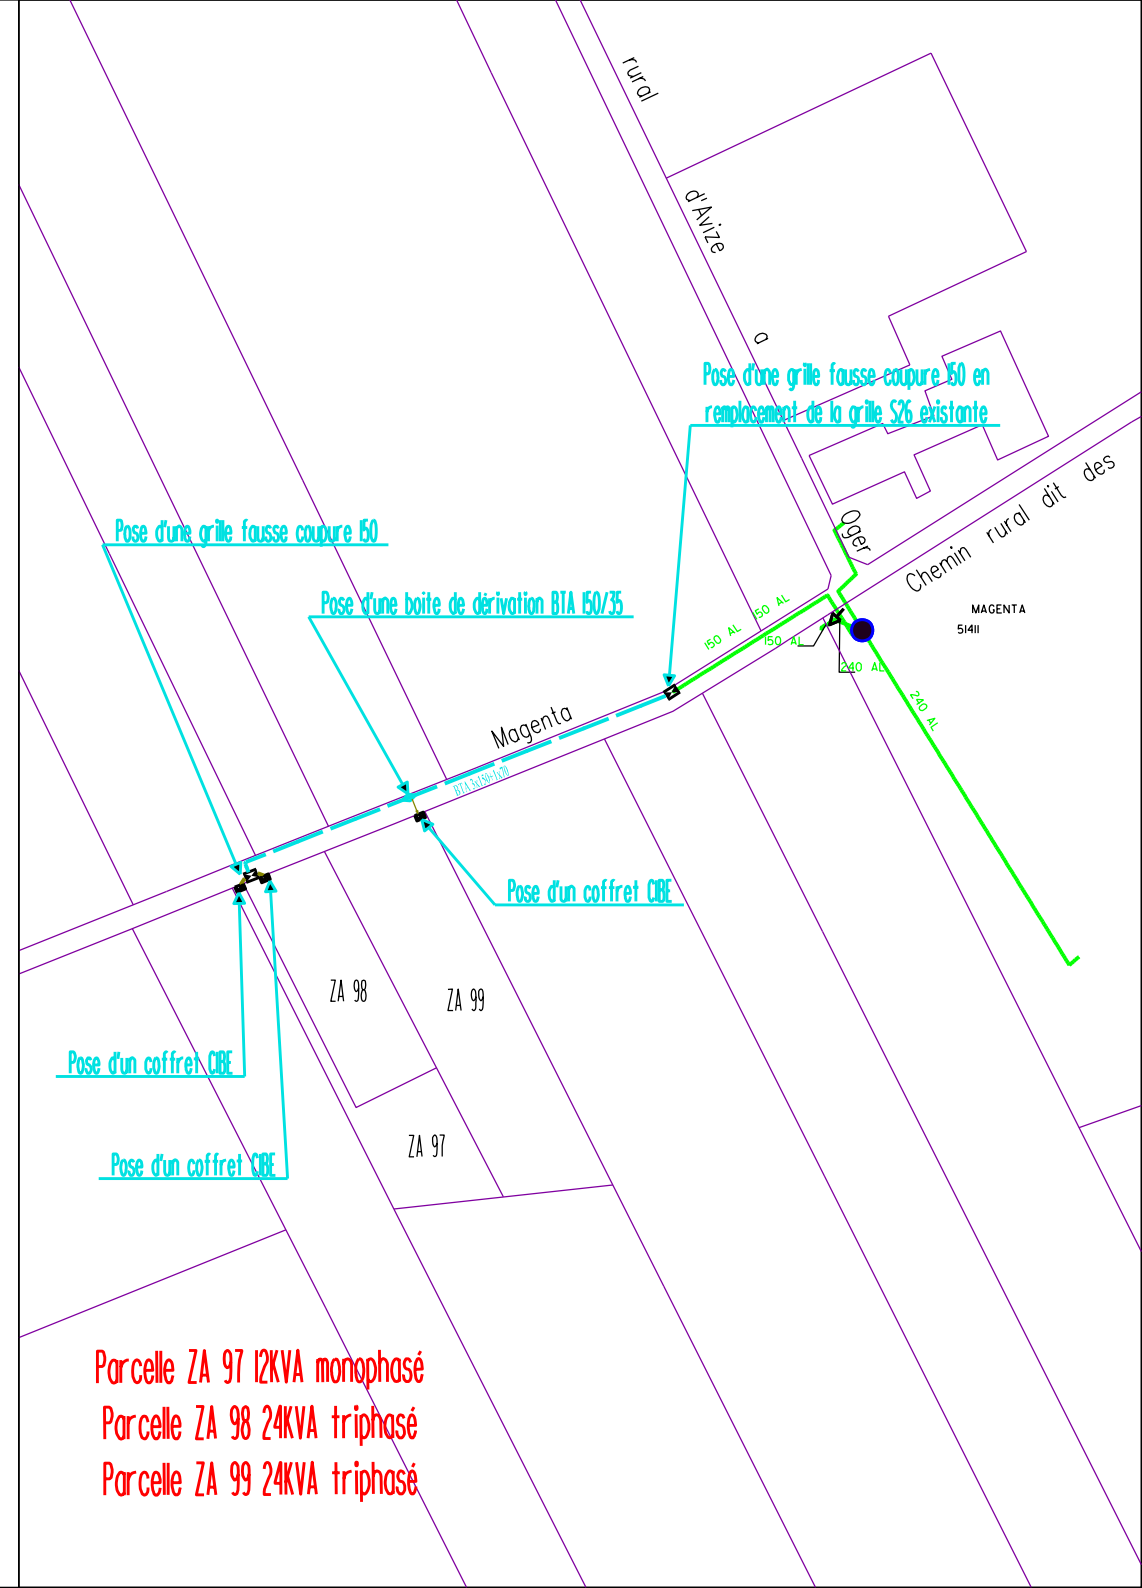 rural
d'Avize
a
Pose d'une grille fausse coupure 150 en
remplacement de la grille S26 existante
Oger
Chemin rural dit des
Pose d'une grille fausse coupure 150
Pose d'une boite de dérivation BTA 150/35
MAGENTA
51411
150 AL
150 AL
150 AL
240 AL
240 AL
Magenta
BTA 3x150+1x70
Pose d'un coffret CIBE
ZA 98
ZA 99
Pose d'un coffret CIBE
ZA 97
Pose d'un coffret CIBE
Parcelle ZA 97 12KVA monophasé
Parcelle ZA 98 24KVA triphasé
Parcelle ZA 99 24KVA triphasé